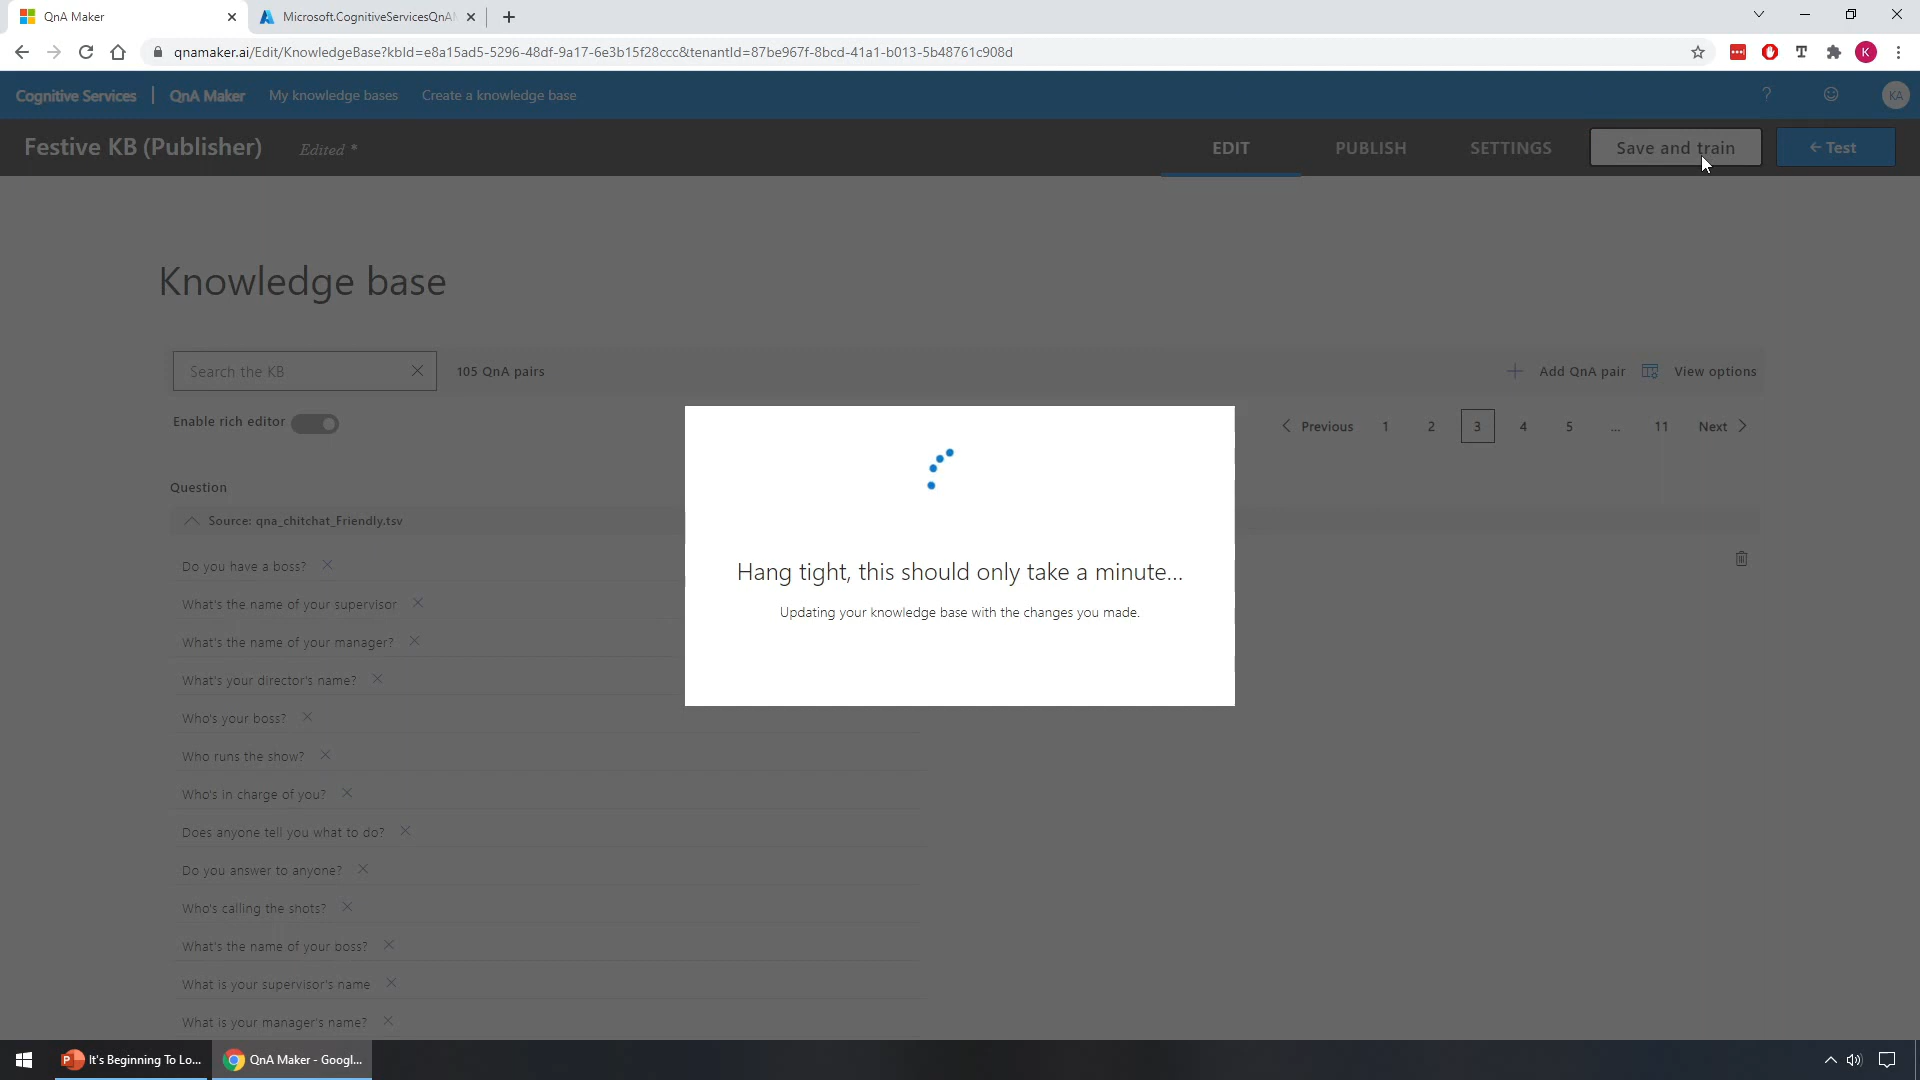 QnA Maker
Microsoft.CognitiveServicesQnAM
qnamaker.ai/Edit/KnowledgeBase?kbId=e8a15ad5-5296-48df-9a17-6e3b15f28ccc&tenantId=87be967f-8bcd-41a1-b013-5b48761c908d
T
K
Cognitive Services | QnA Maker My knowledge bases Create a knowledge base
?
KA
Festive KB (Publisher) Edited *
EDIT PUBLISH SETTINGS Save and train ← Test
Knowledge base
Search the KB 105 QnA pairs
+ Add QnA pair View options
Enable rich editor
< Previous 1 2 3 4 5 ... 11 Next >
Question
Source: qna_chitchat_Friendly.tsv
Do you have a boss?
What's the name of your supervisor
What's the name of your manager?
What's your director's name?
Who's your boss?
Who runs the show?
Who's in charge of you?
Does anyone tell you what to do?
Do you answer to anyone?
Who's calling the shots?
What's the name of your boss?
What is your supervisor's name
What is your manager's name?
Hang tight, this should only take a minute...
Updating your knowledge base with the changes you made.
P
It's Beginning To Lo...
QnA Maker - Googl...